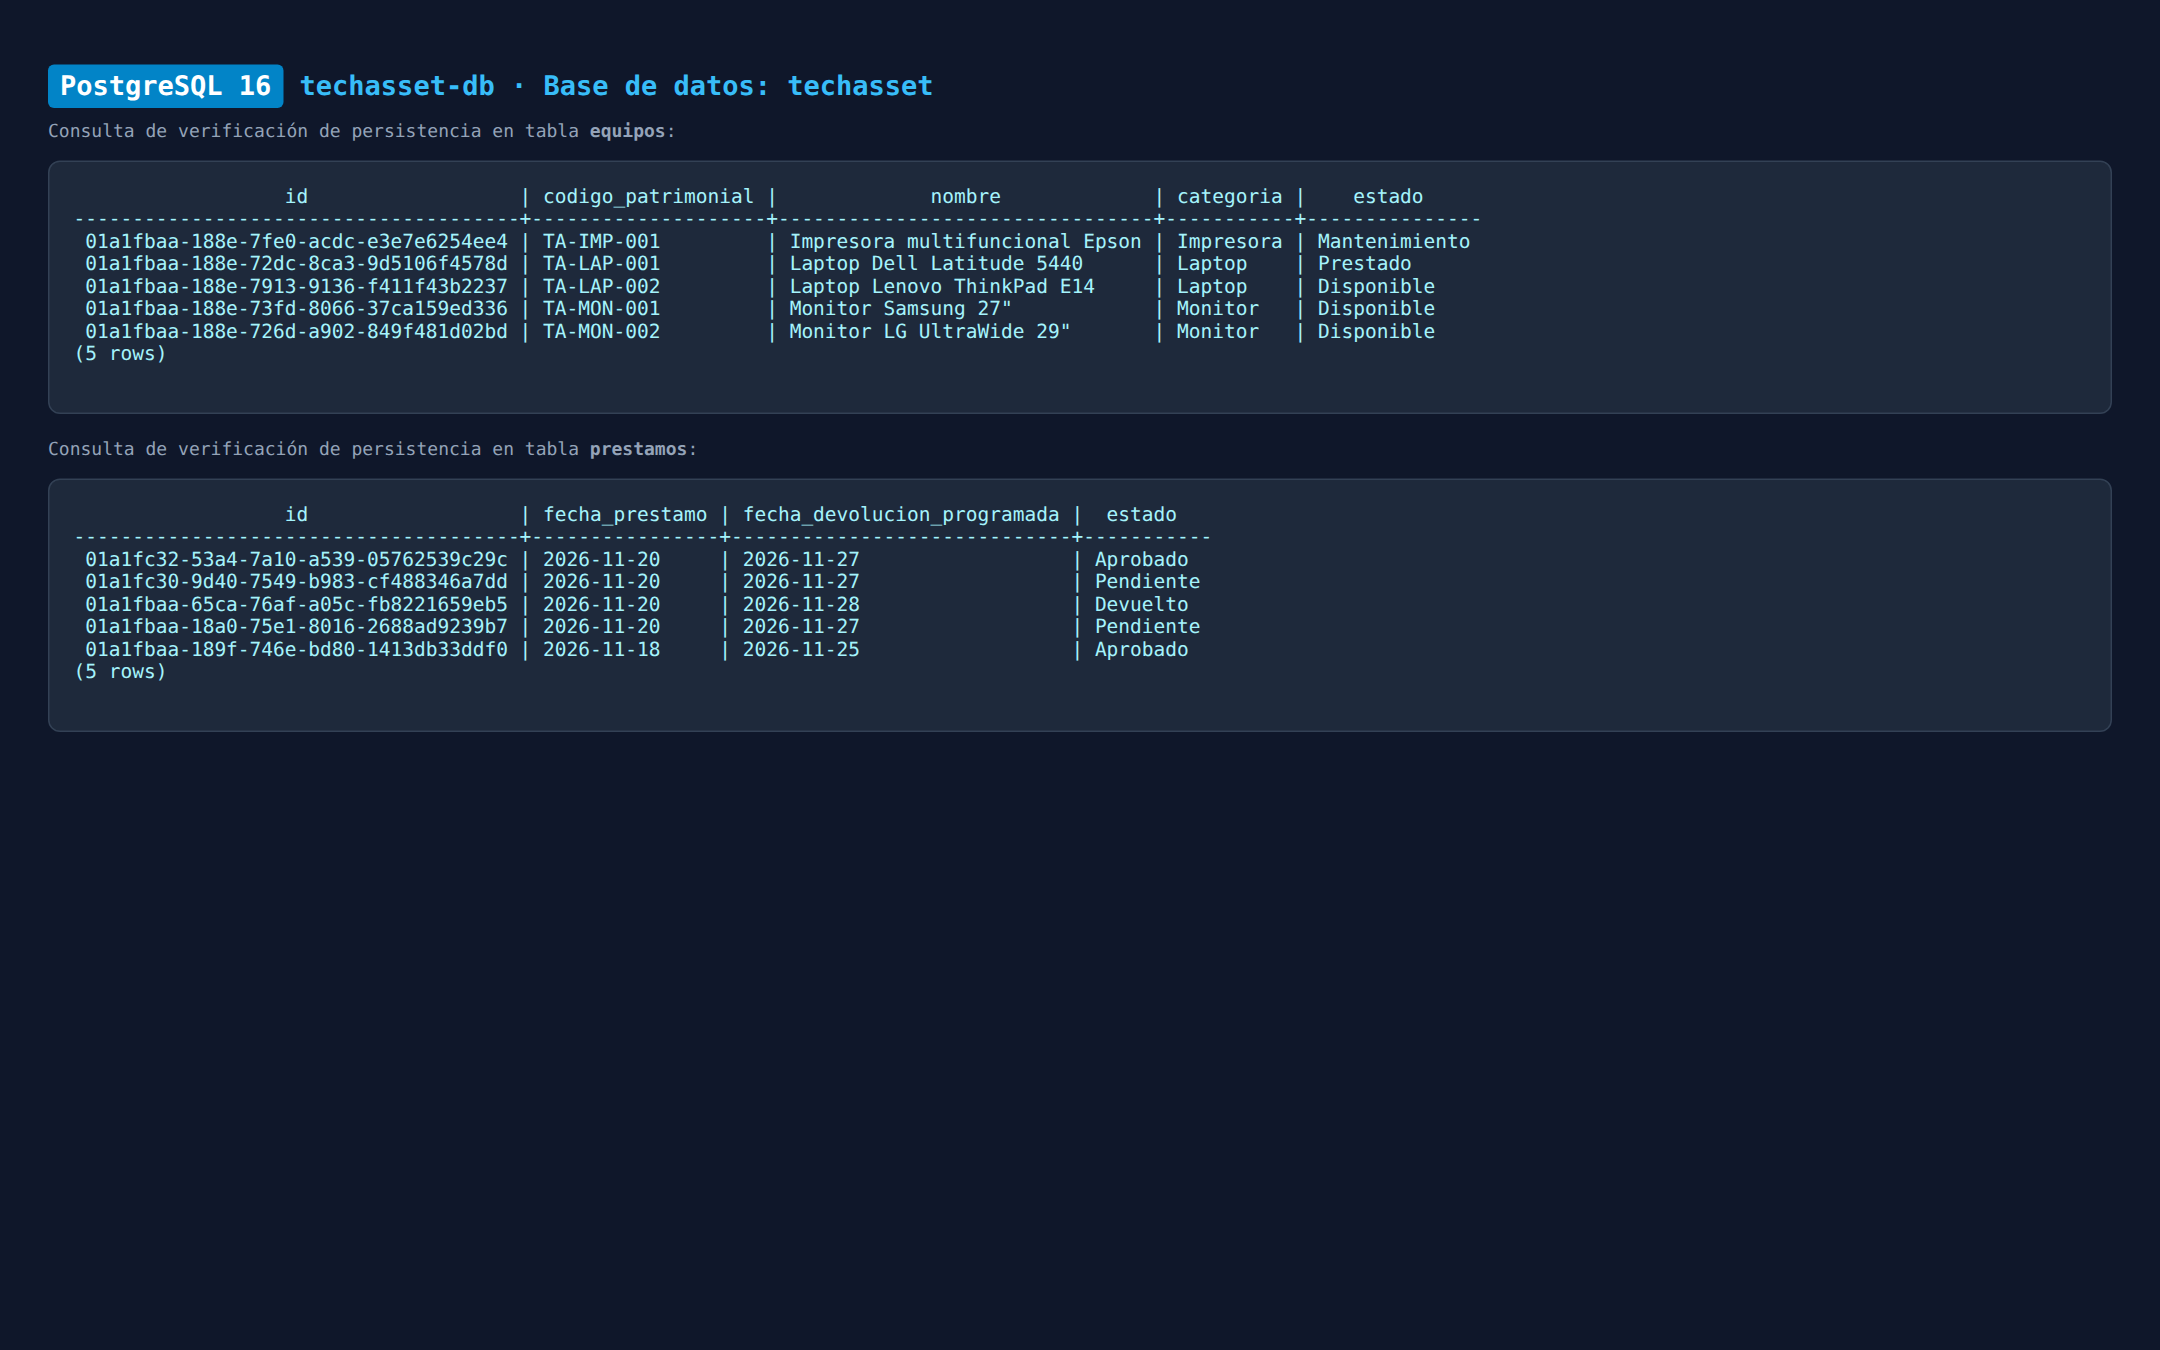 PostgreSQL 16 techasset-db · Base de datos: techasset
Consulta de verificación de persistencia en tabla equipos:
                  id                  | codigo_patrimonial |             nombre             | categoria |    estado
--------------------------------------+--------------------+--------------------------------+-----------+---------------
 01a1fbaa-188e-7fe0-acdc-e3e7e6254ee4 | TA-IMP-001         | Impresora multifuncional Epson | Impresora | Mantenimiento
 01a1fbaa-188e-72dc-8ca3-9d5106f4578d | TA-LAP-001         | Laptop Dell Latitude 5440      | Laptop    | Prestado
 01a1fbaa-188e-7913-9136-f411f43b2237 | TA-LAP-002         | Laptop Lenovo ThinkPad E14     | Laptop    | Disponible
 01a1fbaa-188e-73fd-8066-37ca159ed336 | TA-MON-001         | Monitor Samsung 27"            | Monitor   | Disponible
 01a1fbaa-188e-726d-a902-849f481d02bd | TA-MON-002         | Monitor LG UltraWide 29"       | Monitor   | Disponible
(5 rows)
Consulta de verificación de persistencia en tabla prestamos:
                  id                  | fecha_prestamo | fecha_devolucion_programada |  estado
--------------------------------------+----------------+-----------------------------+-----------
 01a1fc32-53a4-7a10-a539-05762539c29c | 2026-11-20     | 2026-11-27                  | Aprobado
 01a1fc30-9d40-7549-b983-cf488346a7dd | 2026-11-20     | 2026-11-27                  | Pendiente
 01a1fbaa-65ca-76af-a05c-fb8221659eb5 | 2026-11-20     | 2026-11-28                  | Devuelto
 01a1fbaa-18a0-75e1-8016-2688ad9239b7 | 2026-11-20     | 2026-11-27                  | Pendiente
 01a1fbaa-189f-746e-bd80-1413db33ddf0 | 2026-11-18     | 2026-11-25                  | Aprobado
(5 rows)